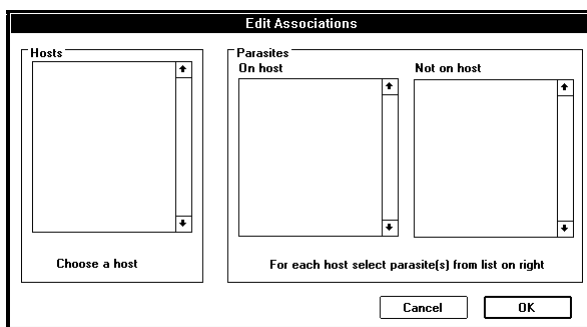 Edit Associations
Hosts
Choose a host
Parasites
On host
Not on host
For each host select parasite(s) from list on right
Cancel
OK